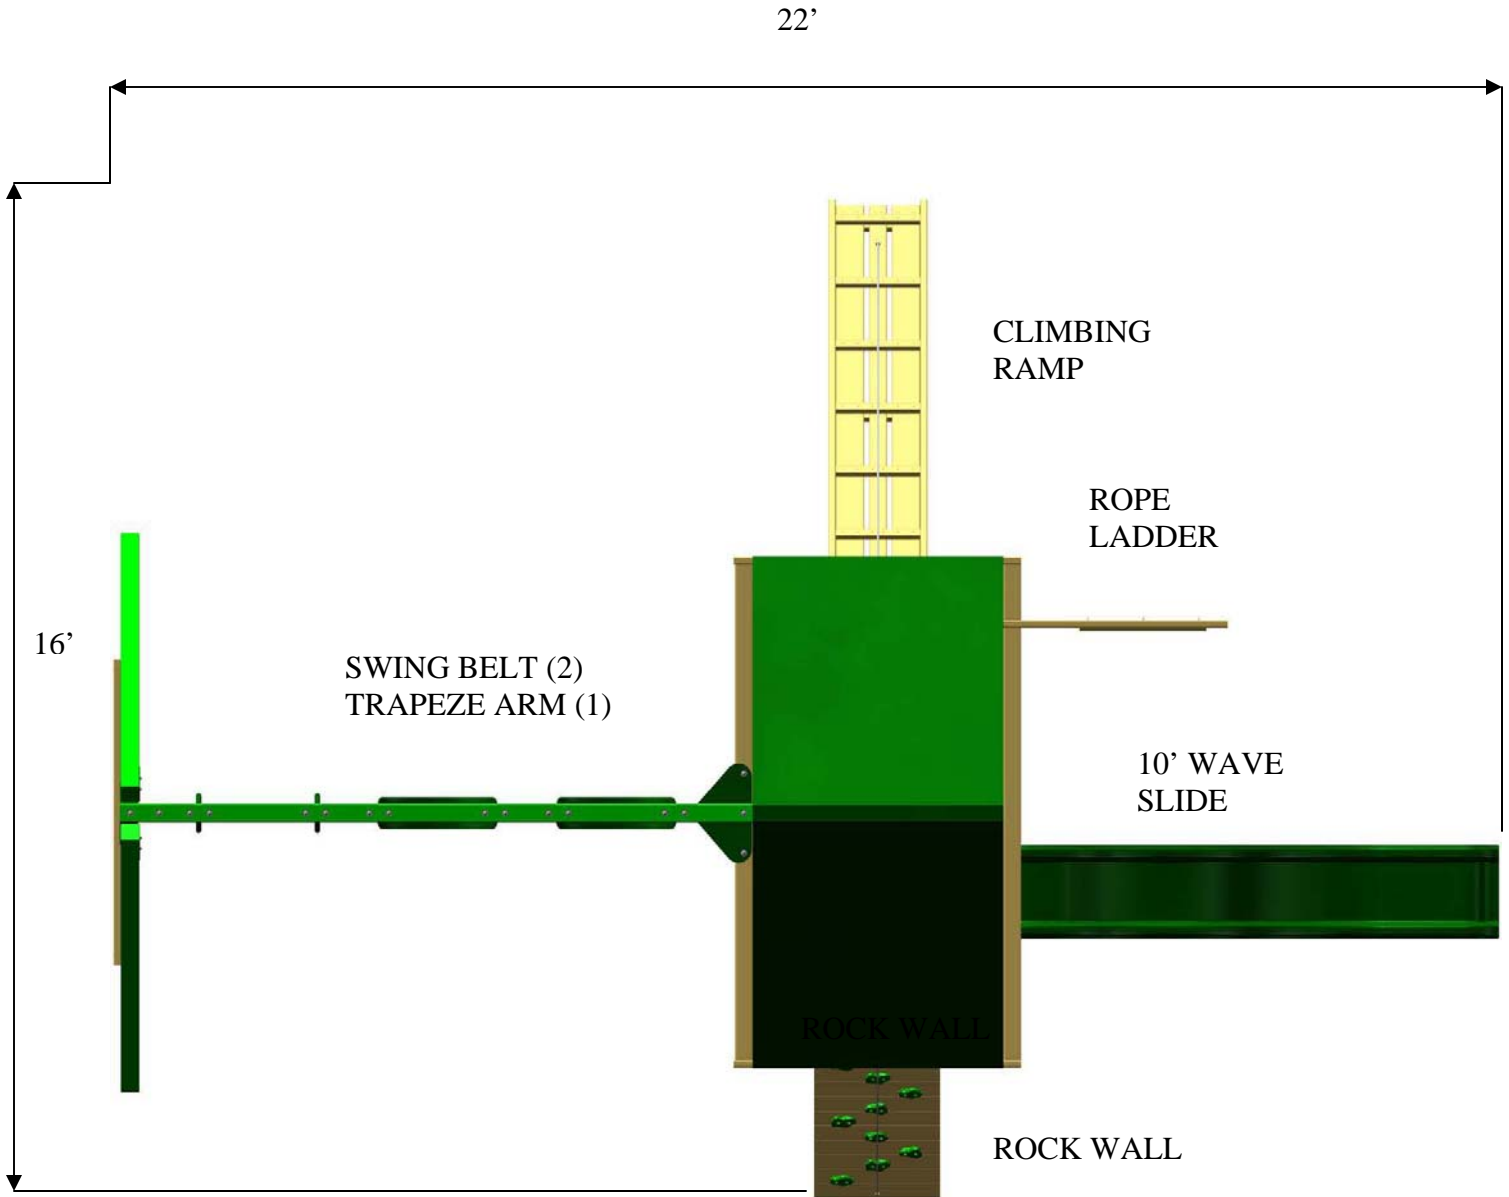 22’
CLIMBING
RAMP
ROPE
LADDER
16’
SWING BELT (2)
TRAPEZE ARM (1)
10’ WAVE
SLIDE
ROCK WALL
ROCK WALL